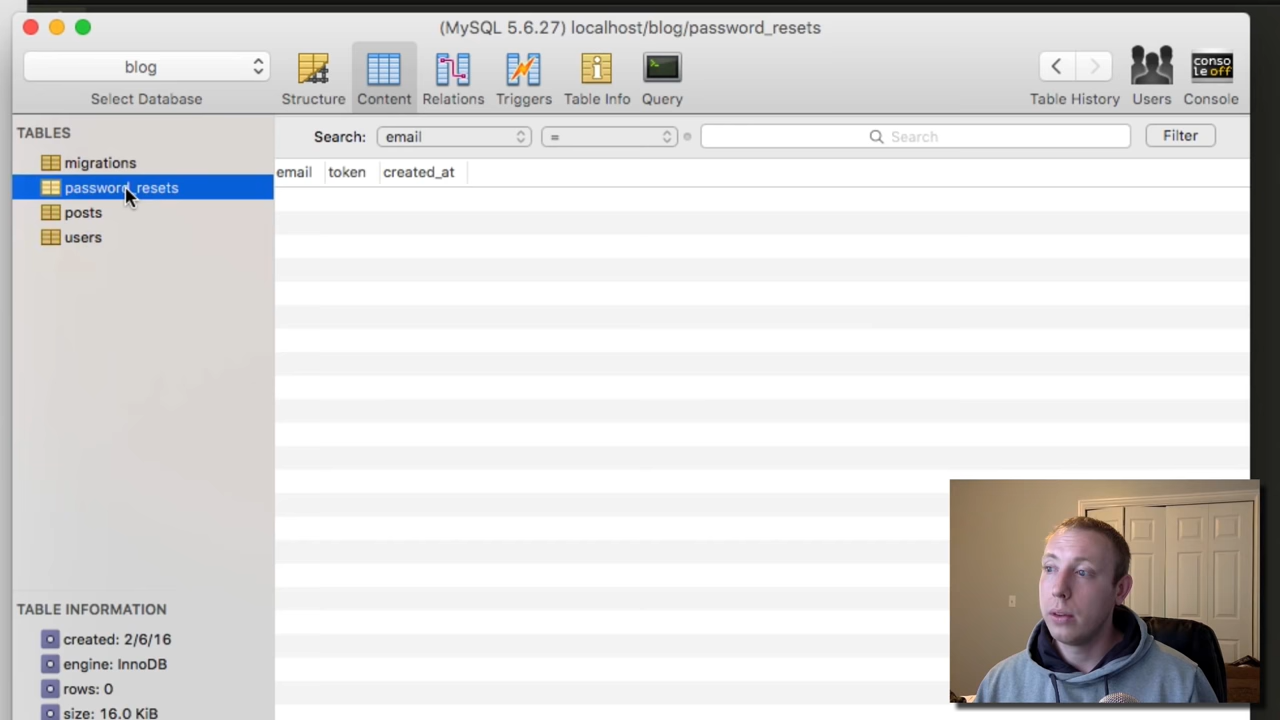 (MySQL 5.6.27) localhost/blog/password_resets
blog
Select Database
Structure
Content
Relations
Triggers
Table Info
Query
Table History
Users
conso
leoff
Console
TABLES
migrations
password_resets
posts
users
Search:
email
=
Search
Filter
email
token
created_at
TABLE INFORMATION
created: 2/6/16
engine: InnoDB
rows: 0
size: 16.0 KiB